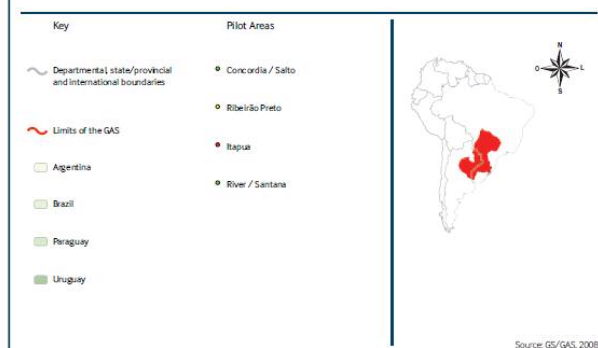 Key
Departmental, state/provincial
and international boundaries
Limits of the GAS
Argentina
Brazil
Paraguay
Uruguay
Pilot Areas
Concordia / Salto
Ribeirão Preto
Itapua
River / Santana
N
O
L
S
Source: GS/GAS, 2008